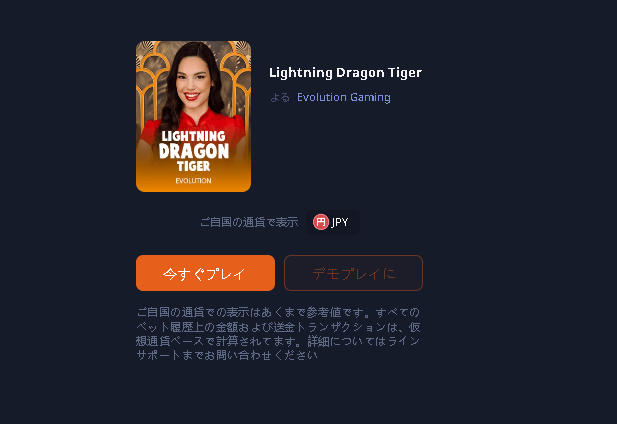 LIGHTNING
DRAGON
TIGER
EVOLUTION
Lightning Dragon Tiger
よる Evolution Gaming
ご自国の通貨で表示 円 JPY
今すぐプレイ デモプレイに
ご自国の通貨での表示はあくまで参考値です。すべての
ベット履歴上の金額および送金トランザクションは、仮
想通貨ベースで計算されてます。詳細についてはライン
サポートまでお問い合わせください